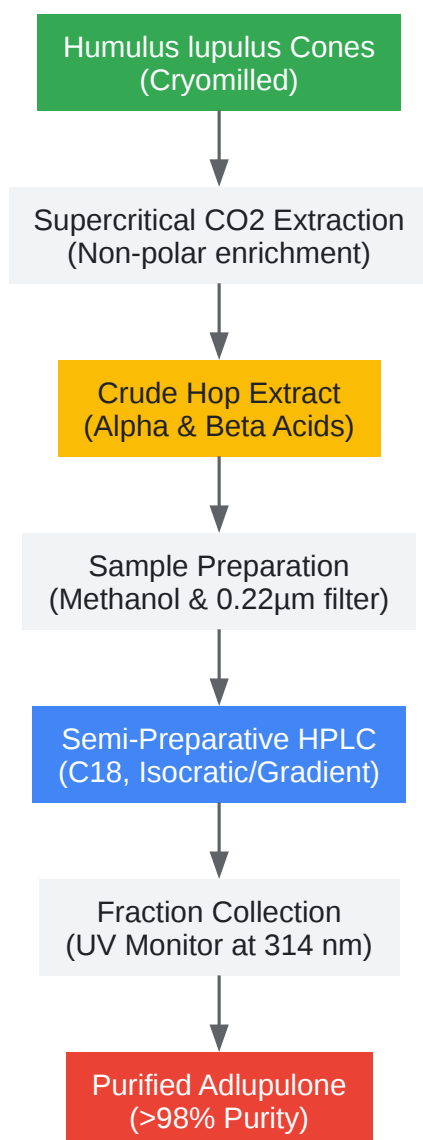 Humulus lupulus Cones
(Cryomilled)
Supercritical CO2 Extraction
(Non-polar enrichment)
Crude Hop Extract
(Alpha & Beta Acids)
Sample Preparation
(Methanol & 0.22µm filter)
Semi-Preparative HPLC
(C18, Isocratic/Gradient)
Fraction Collection
(UV Monitor at 314 nm)
Purified Adlupulone
(>98% Purity)